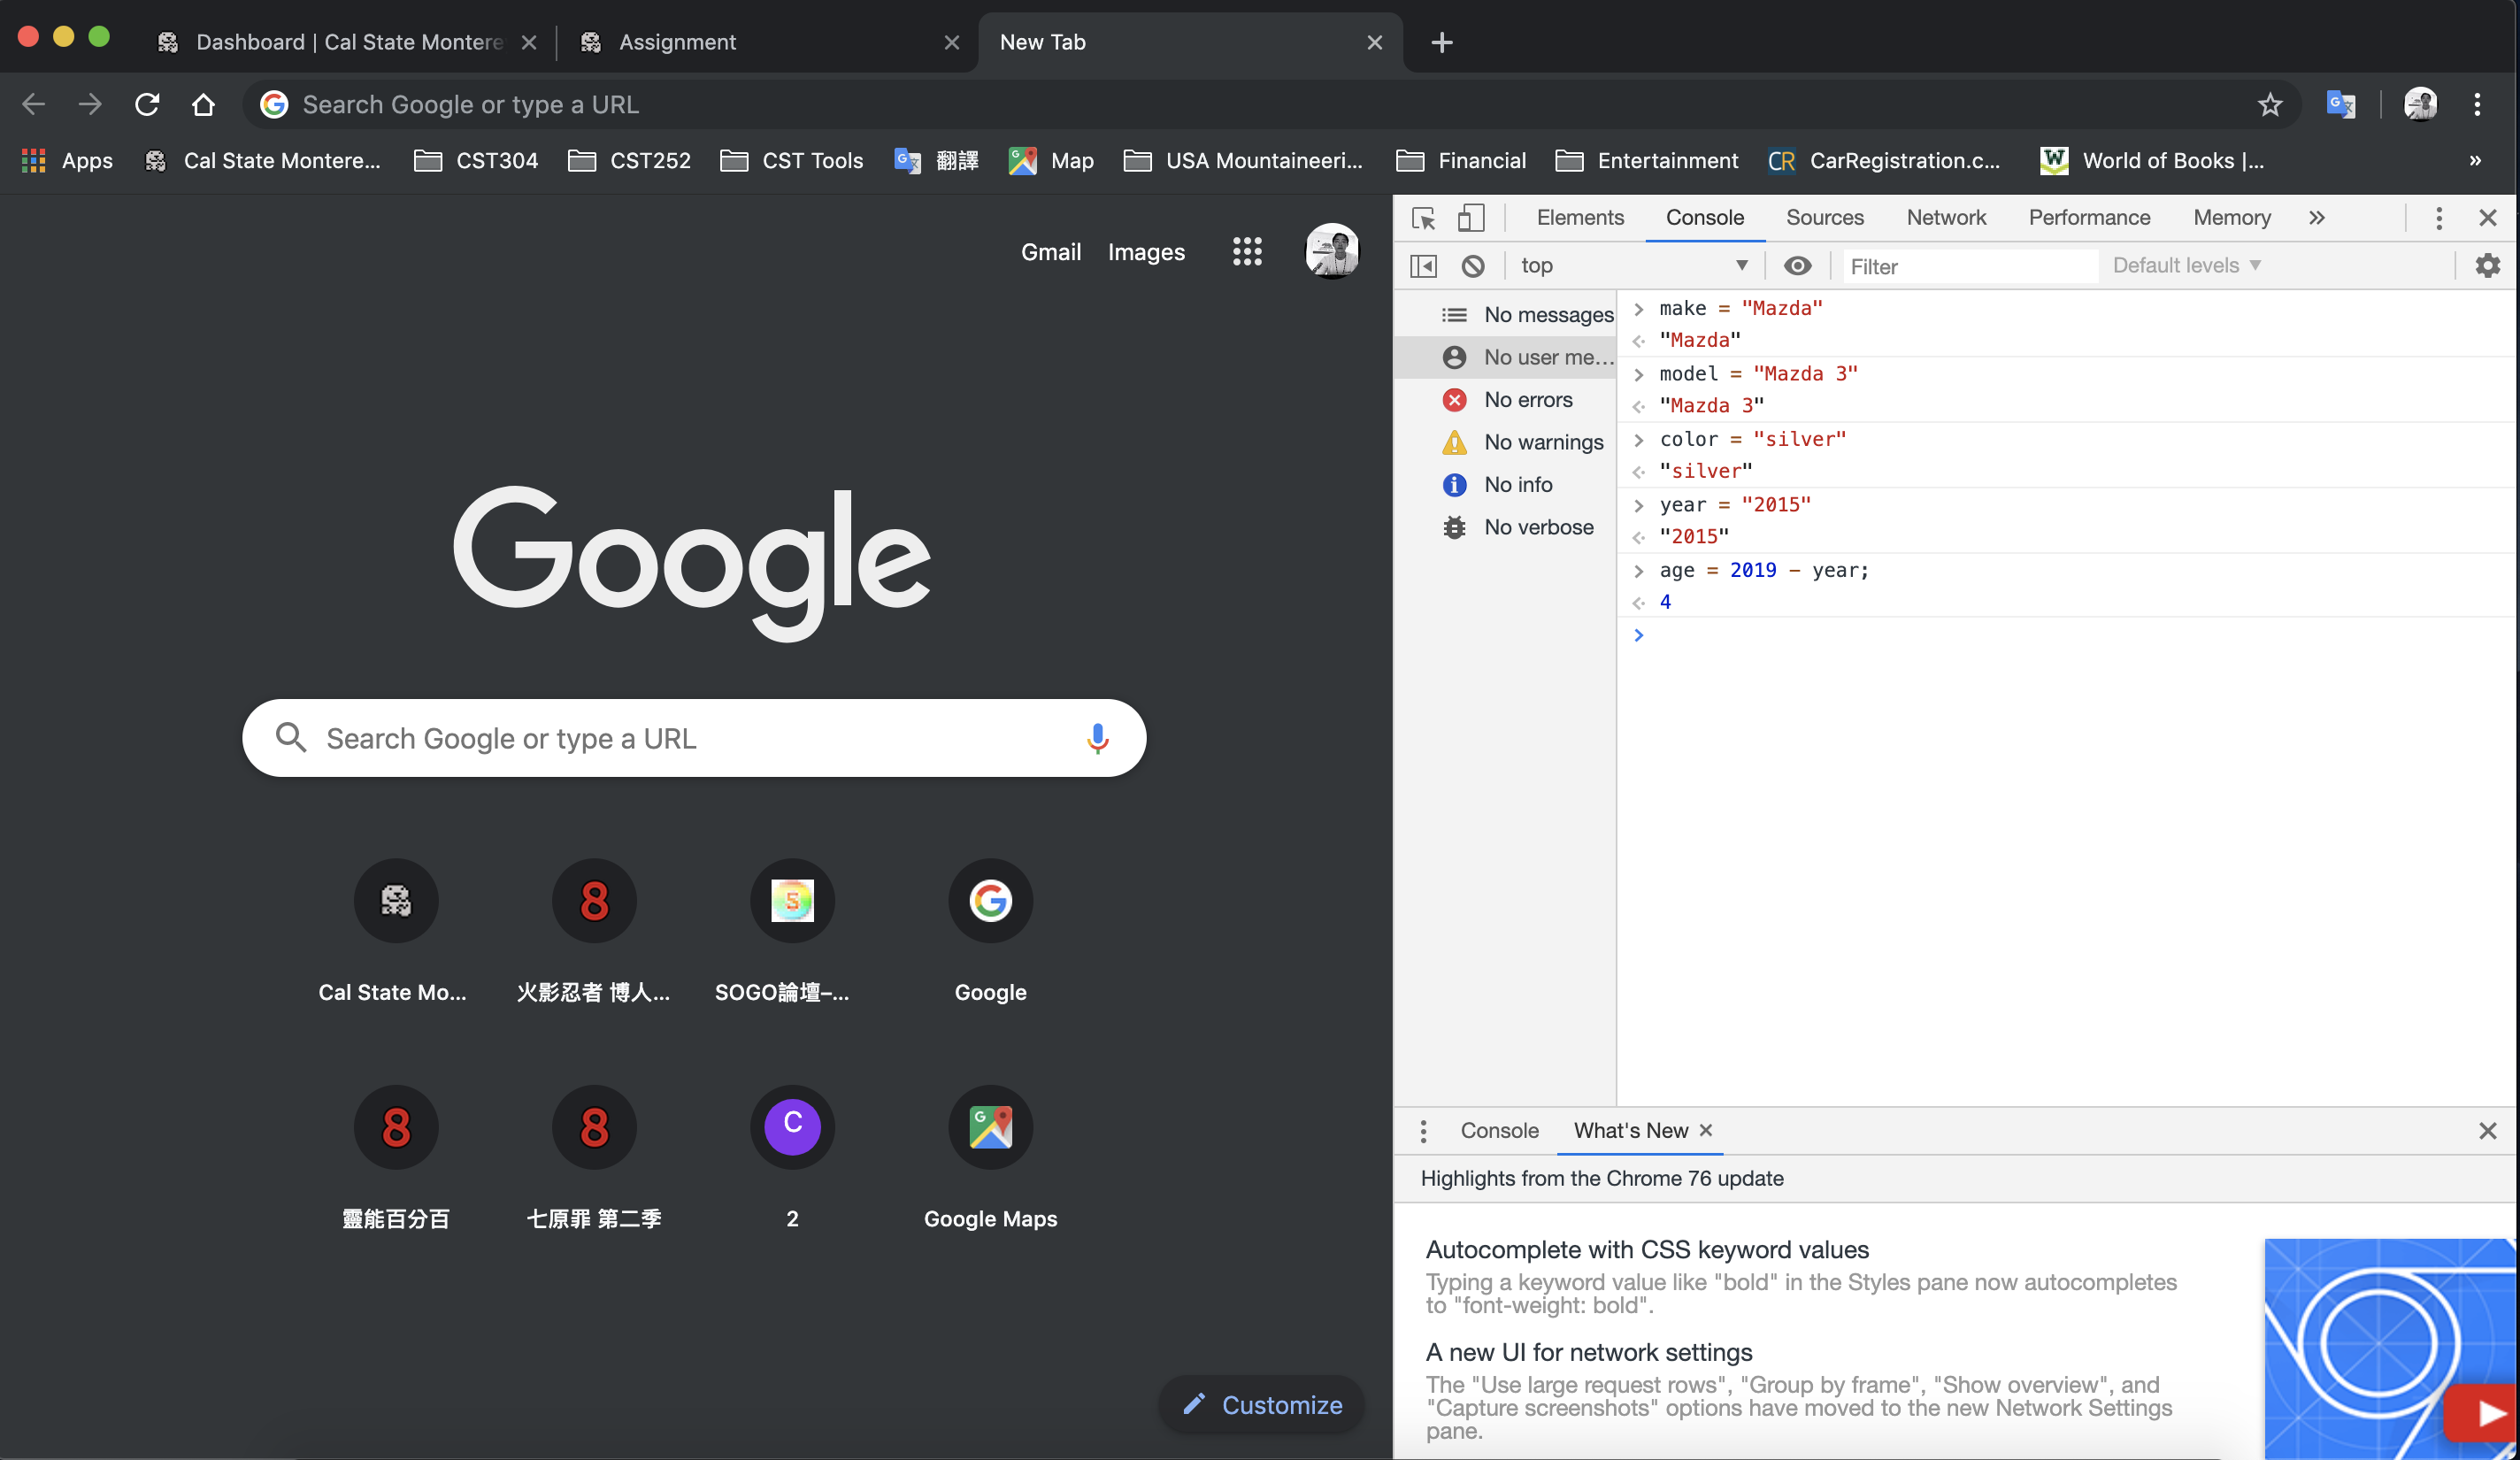 Dashboard | Cal State Montere
Assignment
New Tab
Search Google or type a URL
Apps
Cal State Montere...
CST304
CST252
CST Tools
翻譯
Map
USA Mountaineeri...
Financial
Entertainment
CarRegistration.c...
World of Books |...
Gmail
Images
Google
Search Google or type a URL
Cal State Mo...
火影忍者 博人...
SOGO論壇–...
Google
C
靈能百分百
七原罪 第二季
2
Google Maps
Customize
Elements
Console
Sources
Network
Performance
Memory
top
Filter
Default levels
No messages
No user me...
No errors
No warnings
No info
No verbose
make = "Mazda"
"Mazda"
model = "Mazda 3"
"Mazda 3"
color = "silver"
"silver"
year = "2015"
"2015"
age = 2019 - year;
4
Console
What's New
Highlights from the Chrome 76 update
Autocomplete with CSS keyword values
Typing a keyword value like "bold" in the Styles pane now autocompletes
to "font-weight: bold".
A new UI for network settings
The "Use large request rows", "Group by frame", "Show overview", and
"Capture screenshots" options have moved to the new Network Settings
pane.